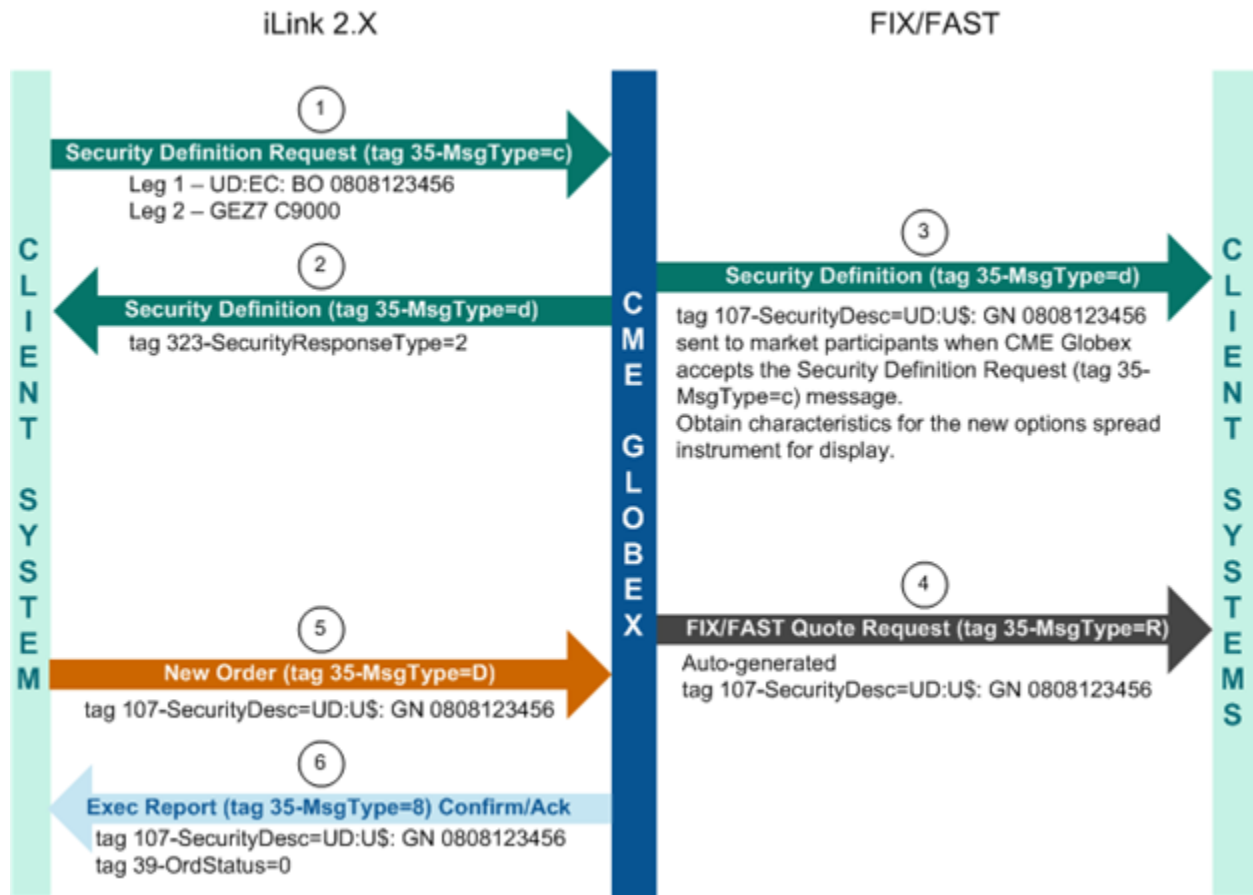 iLink 2.X
FIX/FAST
1
Security Definition Request (tag 35-MsgType=c)
Leg 1 – UD:EC: BO 0808123456
Leg 2 – GEZ7 C9000
2
Security Definition (tag 35-MsgType=d)
tag 323-SecurityResponseType=2
3
Security Definition (tag 35-MsgType=d)
tag 107-SecurityDesc=UD:U$: GN 0808123456
sent to market participants when CME Globex
accepts the Security Definition Request (tag 35-
MsgType=c) message.
Obtain characteristics for the new options spread
instrument for display.
4
FIX/FAST Quote Request (tag 35-MsgType=R)
Auto-generated
tag 107-SecurityDesc=UD:U$: GN 0808123456
5
New Order (tag 35-MsgType=D)
tag 107-SecurityDesc=UD:U$: GN 0808123456
6
Exec Report (tag 35-MsgType=8) Confirm/Ack
tag 107-SecurityDesc=UD:U$: GN 0808123456
tag 39-OrdStatus=0
CLIENT SYSTEM
CME GLOBEX
CLIENT SYSTEMS